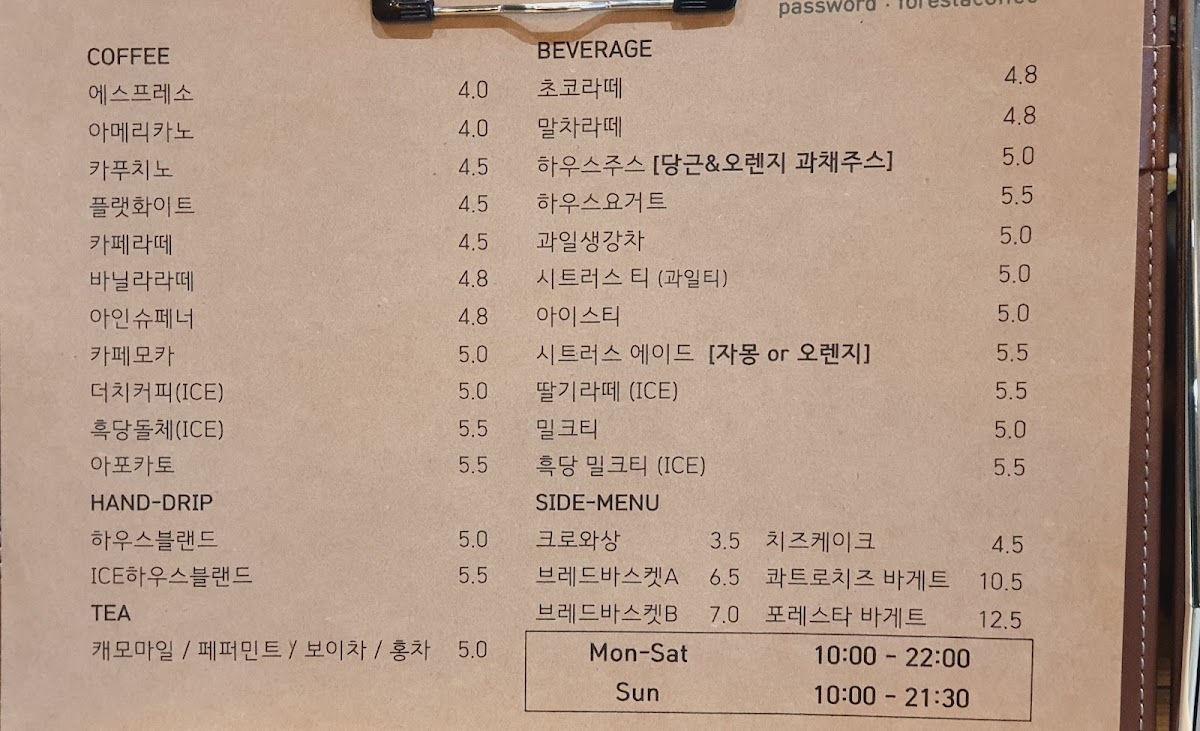 password : forestacoffee
COFFEE
에스프레소 4.0
아메리카노 4.0
카푸치노 4.5
플랫화이트 4.5
카페라떼 4.5
바닐라라떼 4.8
아인슈페너 4.8
카페모카 5.0
더치커피(ICE) 5.0
흑당돌체(ICE) 5.5
아포카토 5.5
HAND-DRIP
하우스블랜드 5.0
ICE하우스블랜드 5.5
TEA
캐모마일 / 페퍼민트 / 보이차 / 홍차 5.0
BEVERAGE
초코라떼 4.8
말차라떼 4.8
하우스주스 [당근&오렌지 과채주스] 5.0
하우스요거트 5.5
과일생강차 5.0
시트러스 티 (과일티) 5.0
아이스티 5.0
시트러스 에이드 [자몽 or 오렌지] 5.5
딸기라떼 (ICE) 5.5
밀크티 5.0
흑당 밀크티 (ICE) 5.5
SIDE-MENU
크로와상 3.5 치즈케이크 4.5
브레드바스켓A 6.5 콰트로치즈 바게트 10.5
브레드바스켓B 7.0 포레스타 바게트 12.5
Mon-Sat 10:00 - 22:00
Sun 10:00 - 21:30